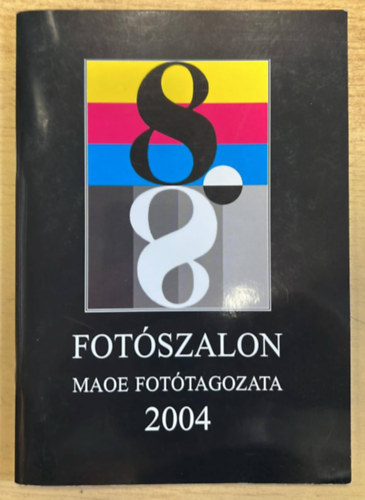 8.
8
FOTÓSZALON
MAOE FOTÓTAGOZATA
2004